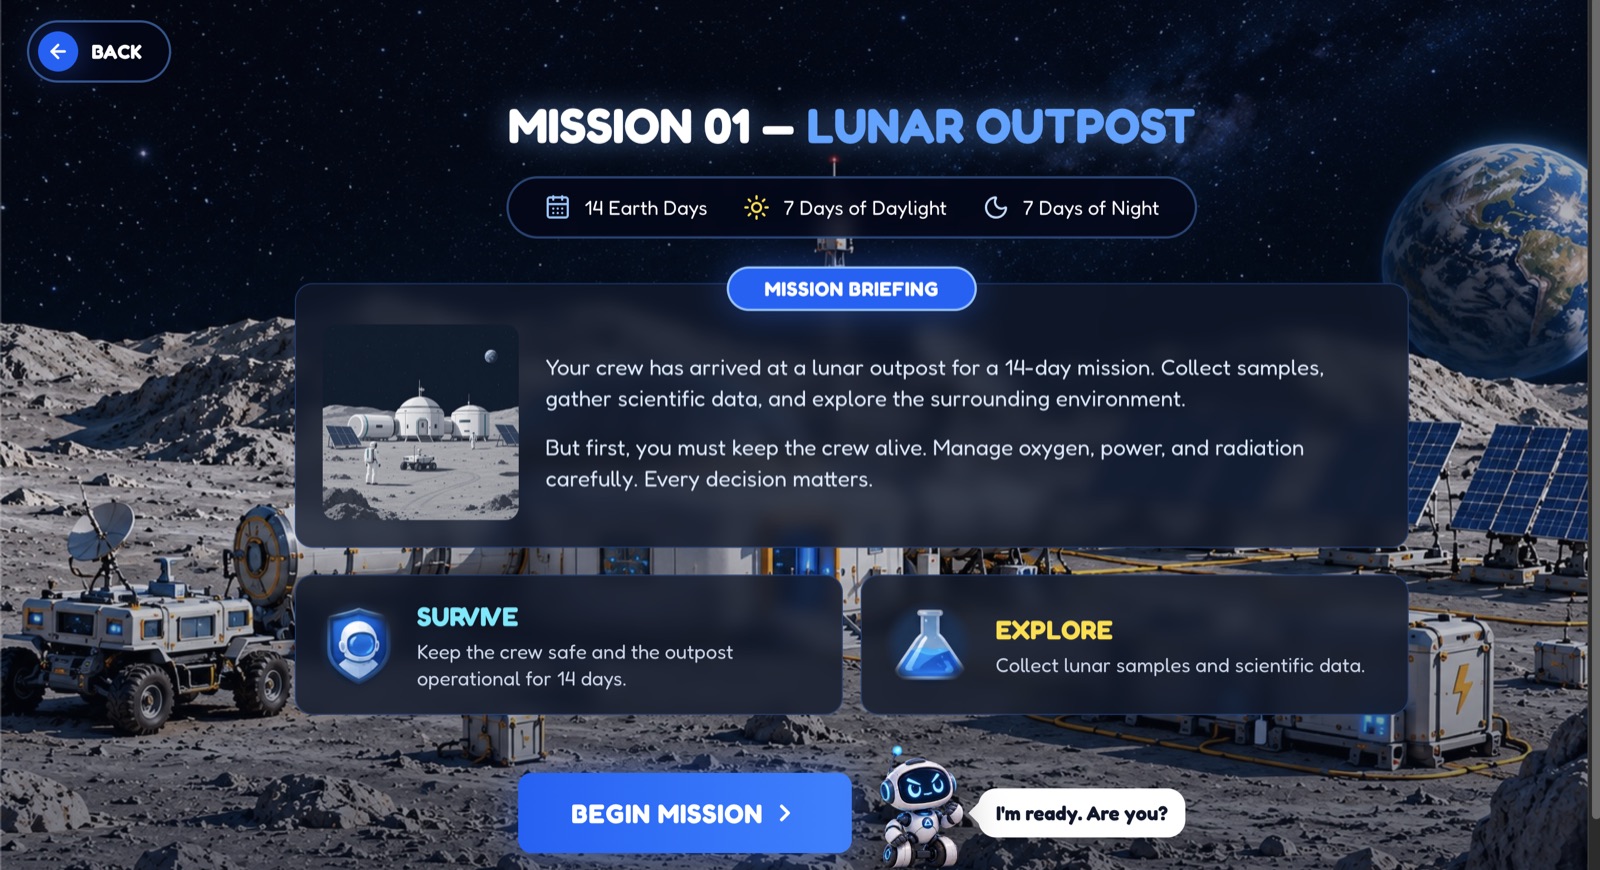 BACK
MISSION 01 – LUNAR OUTPOST
14 Earth Days
7 Days of Daylight
7 Days of Night
MISSION BRIEFING
Your crew has arrived at a lunar outpost for a 14-day mission. Collect samples,
gather scientific data, and explore the surrounding environment.
But first, you must keep the crew alive. Manage oxygen, power, and radiation
carefully. Every decision matters.
SURVIVE
Keep the crew safe and the outpost
operational for 14 days.
EXPLORE
Collect lunar samples and scientific data.
BEGIN MISSION
I'm ready. Are you?